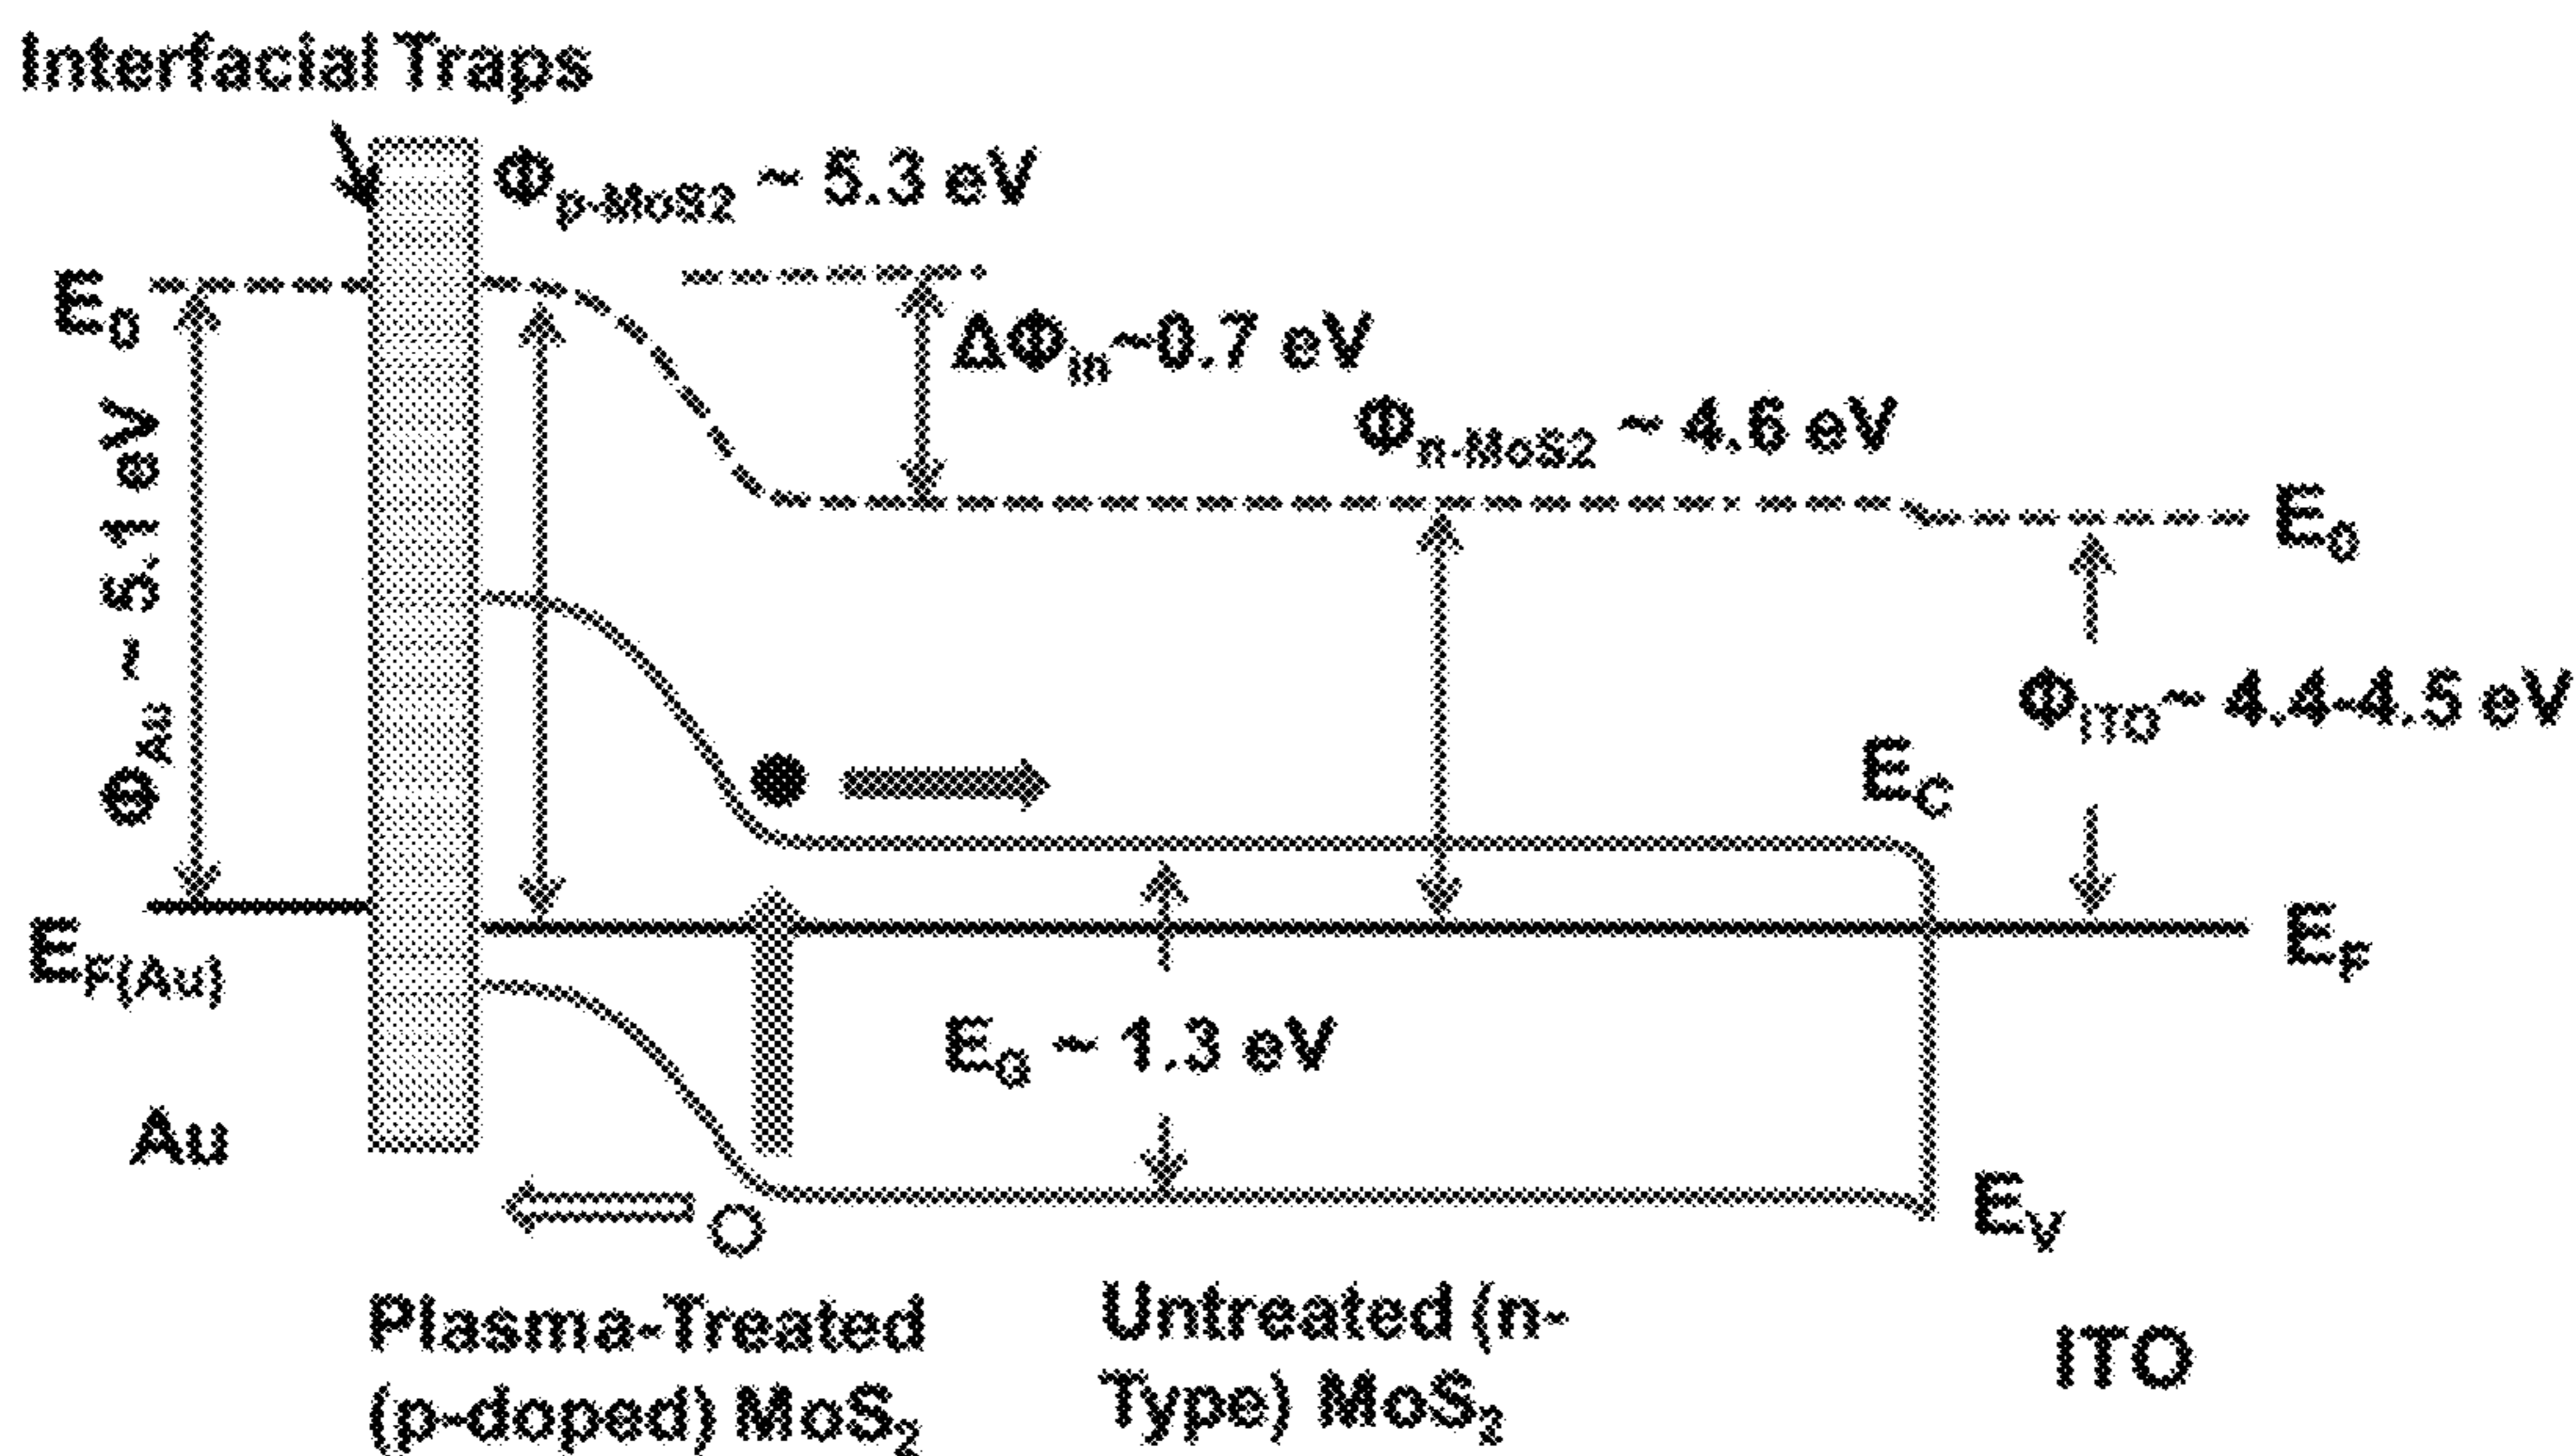 Interfacial Traps
Φp-MoS2 ~ 5.3 eV
E0
ΔΦin~0.7 eV
Φn-MoS2 ~ 4.6 eV
E0
ΦAu ~ 5.1 eV
ΦITO~ 4.4-4.5 eV
EC
EF(Au)
EF
EG ~ 1.3 eV
Au
EV
Plasma-Treated
(p-doped) MoS2
Untreated (n-
Type) MoS2
ITO